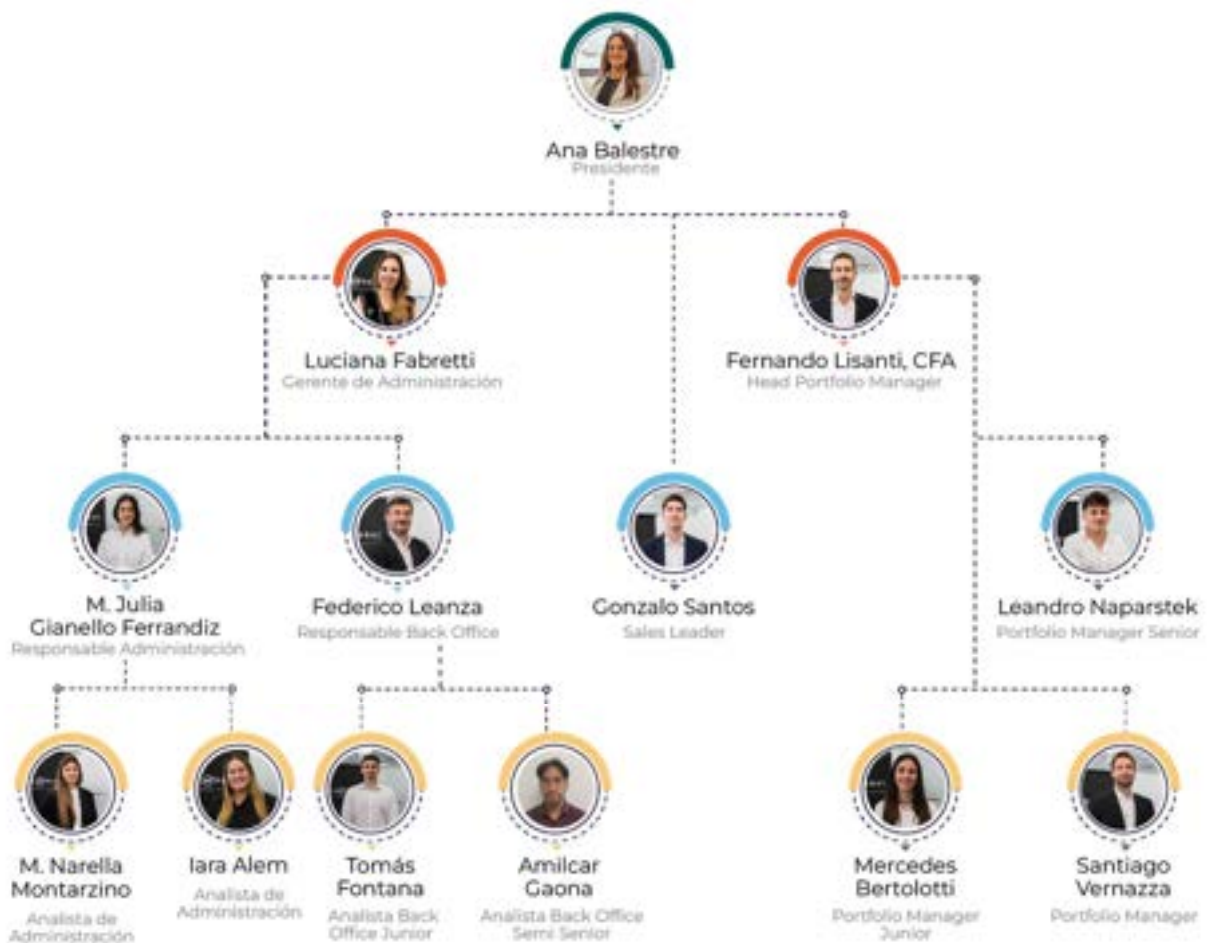 Ana Balestre
Presidente
Luciana Fabretti
Gerente de Administración
Fernando Lisanti, CFA
Head Portfolio Manager
M. Julia
Gianello Ferrandiz
Responsable Administración
Federico Leanza
Responsable Back Office
Gonzalo Santos
Sales Leader
Leandro Naparstek
Portfolio Manager Senior
M. Narella
Montarzino
Analista de
Administración
Iara Alem
Analista de
Administración
Tomás
Fontana
Analista Back
Office Junior
Amilcar
Gaona
Analista Back Office
Semi Senior
Mercedes
Bertolotti
Portfolio Manager
Junior
Santiago
Vernazza
Portfolio Manager